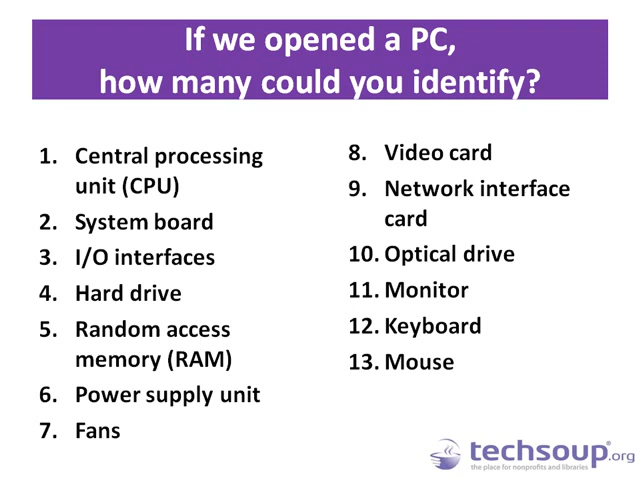 If we opened a PC,
how many could you identify?
1. Central processing
unit (CPU)
2. System board
3. I/O interfaces
4. Hard drive
5. Random access
memory (RAM)
6. Power supply unit
7. Fans
8. Video card
9. Network interface
card
10. Optical drive
11. Monitor
12. Keyboard
13. Mouse
techsoup®.org
the place for nonprofits and libraries